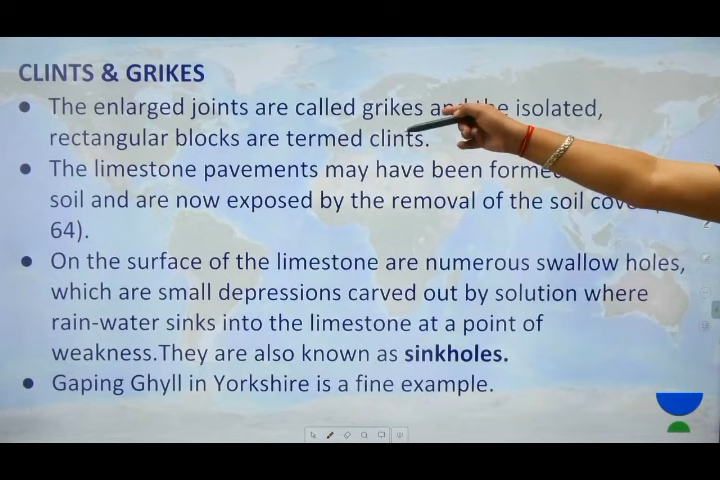 CLINTS & GRIKES
● The enlarged joints are called grikes and the isolated,
rectangular blocks are termed clints.
● The limestone pavements may have been forme
soil and are now exposed by the removal of the soil cov
64).
● On the surface of the limestone are numerous swallow holes,
which are small depressions carved out by solution where
rain-water sinks into the limestone at a point of
weakness.They are also known as sinkholes.
● Gaping Ghyll in Yorkshire is a fine example.